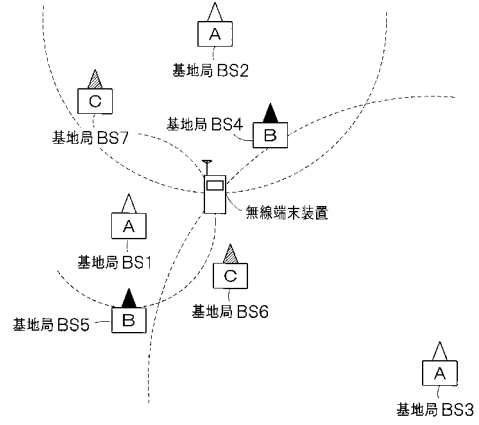 A
基地局 BS2
C
基地局 BS7
基地局 BS4
B
無線端末装置
A
基地局 BS1
C
基地局 BS6
B
基地局 BS5
A
基地局 BS3